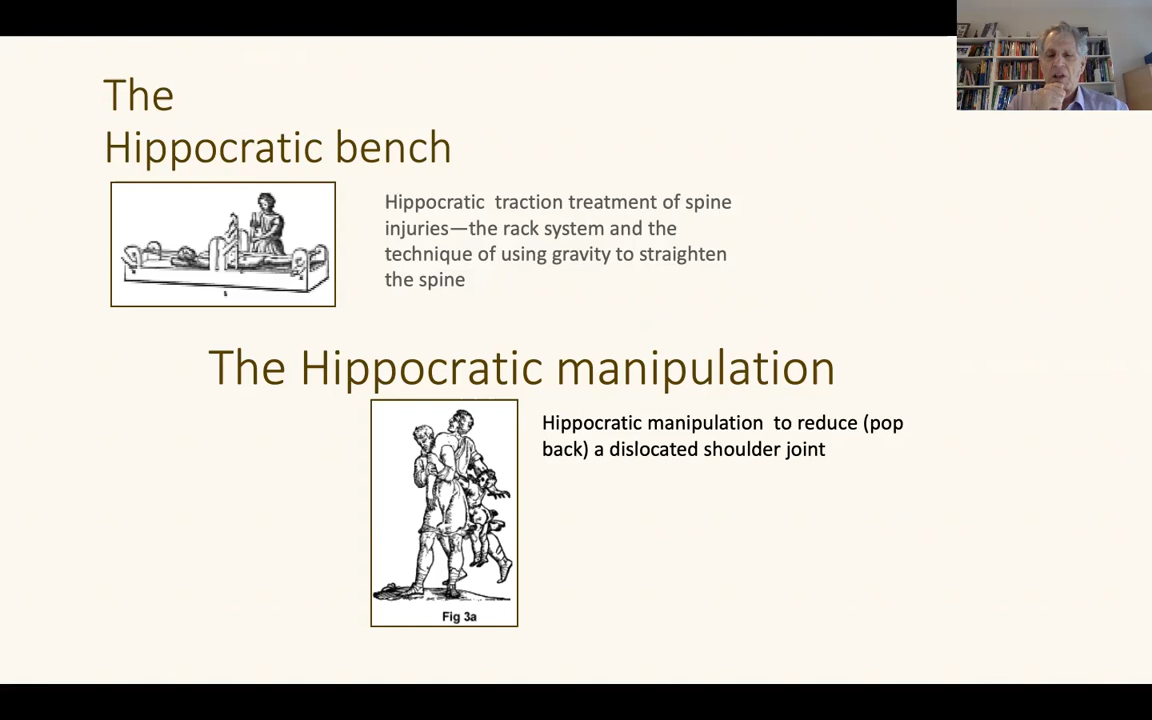 The
Hippocratic bench
Hippocratic  traction treatment of spine
injuries—the rack system and the
technique of using gravity to straighten
the spine
The Hippocratic manipulation
Hippocratic manipulation  to reduce (pop
back) a dislocated shoulder joint
Fig 3a